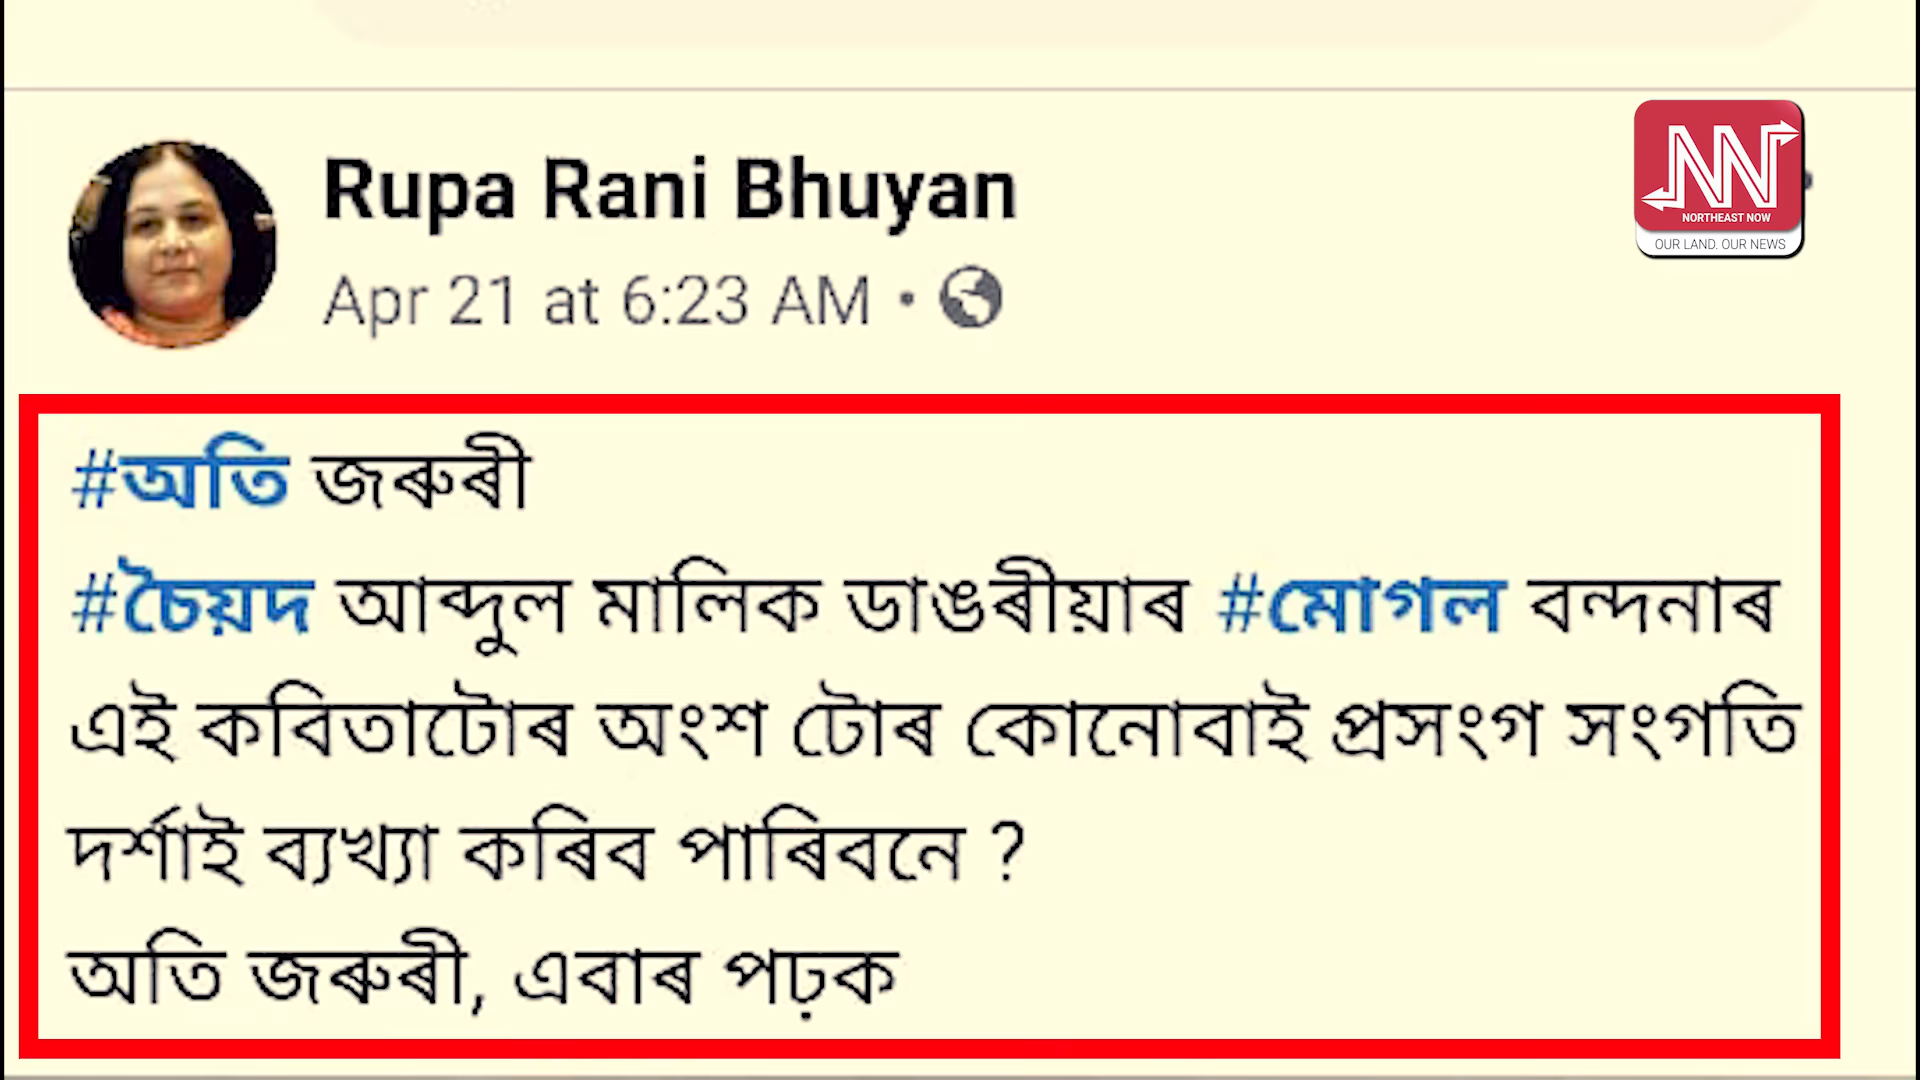 Rupa Rani Bhuyan
Apr 21 at 6:23 AM •
NN
NORTHEAST NOW
OUR LAND. OUR NEWS
#অতি জৰুৰী
#চৈয়দ আব্দুল মালিক ডাঙৰীয়াৰ #মোগল বন্দনাৰ
এই কবিতাটোৰ অংশ টোৰ কোনোবাই প্ৰসংগ সংগতি
দৰ্শাই ব্যখ্যা কৰিব পাৰিবনে ?
অতি জৰুৰী, এবাৰ পঢ়ক